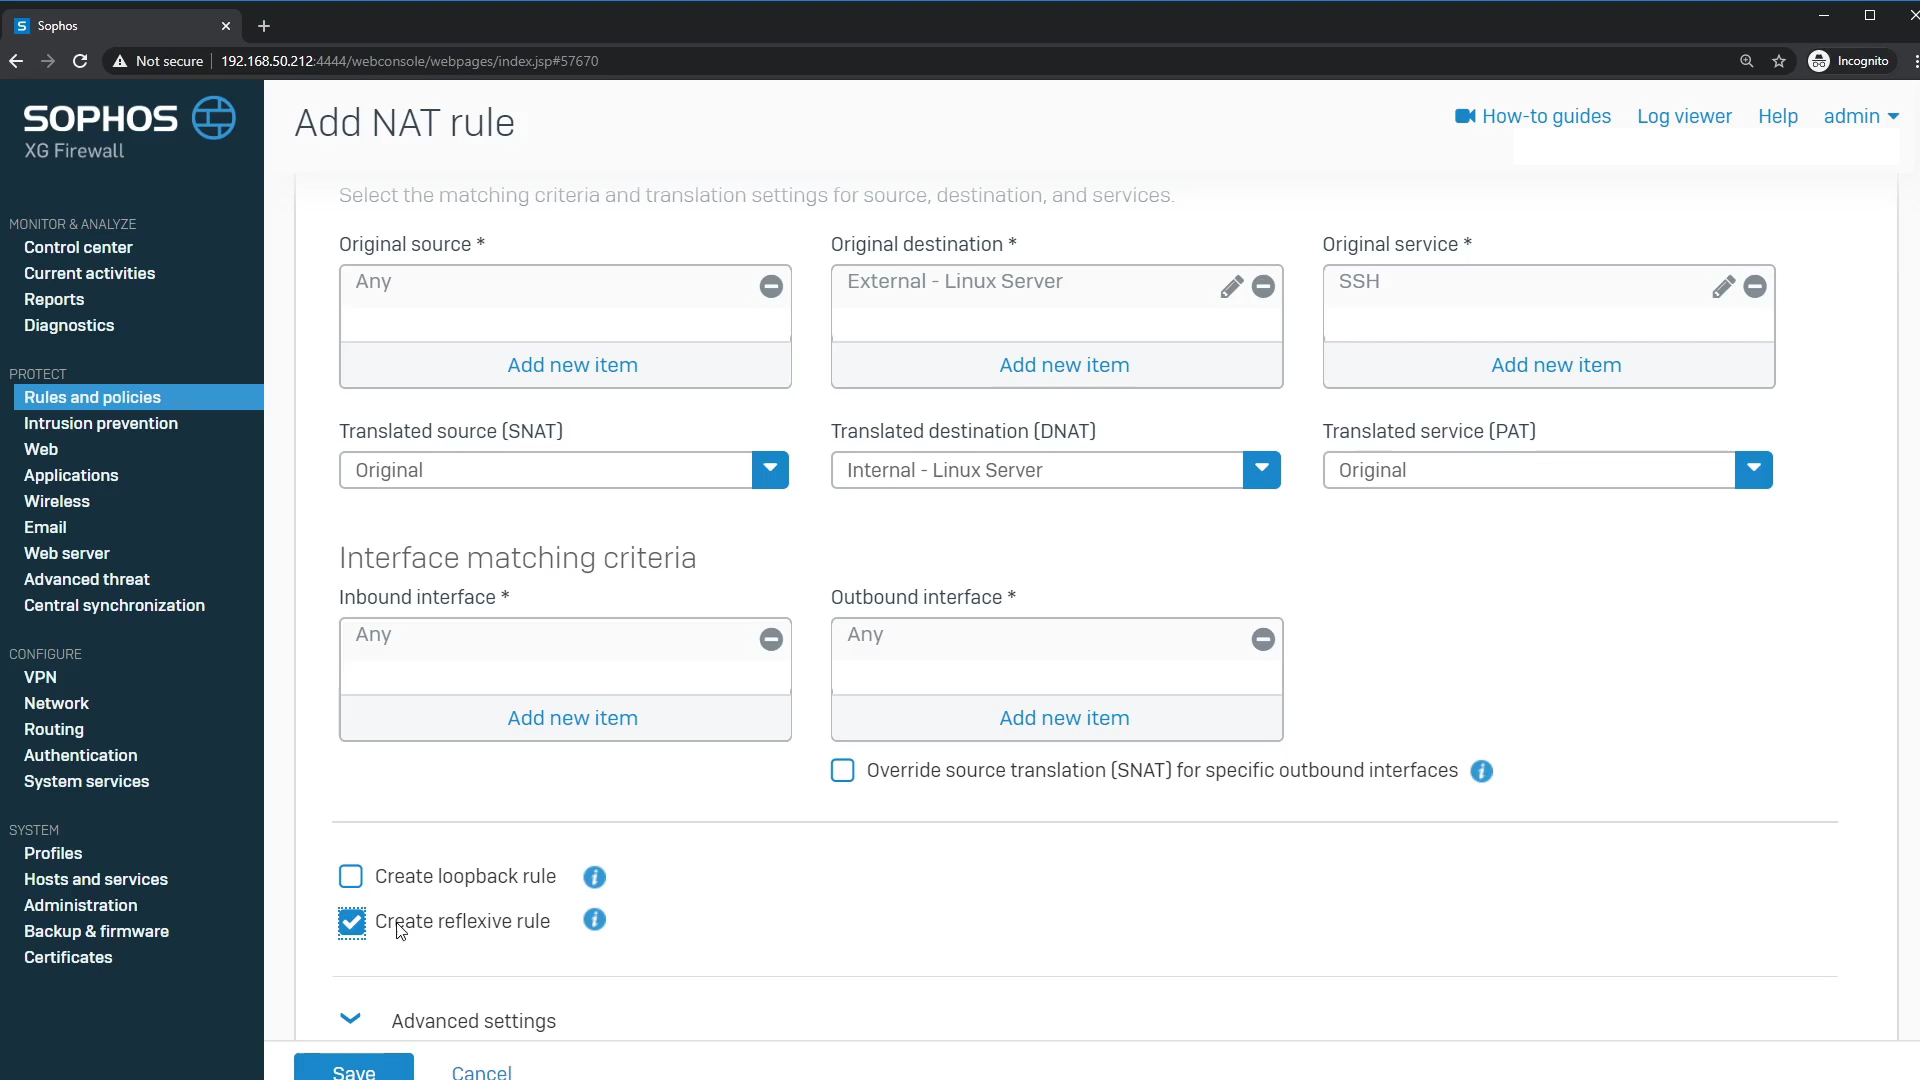 Sophos
Not secure
192.168.50.212:4444/webconsole/webpages/index.jsp#57670
Incognito
SOPHOS
XG Firewall
MONITOR & ANALYZE
Control center
Current activities
Reports
Diagnostics
PROTECT
Rules and policies
Intrusion prevention
Web
Applications
Wireless
Email
Web server
Advanced threat
Central synchronization
CONFIGURE
VPN
Network
Routing
Authentication
System services
SYSTEM
Profiles
Hosts and services
Administration
Backup & firmware
Certificates
Add NAT rule
How-to guides
Log viewer
Help
admin
Select the matching criteria and translation settings for source, destination, and services.
Original source *
Original destination *
Original service *
Any
External - Linux Server
SSH
Add new item
Add new item
Add new item
Translated source (SNAT)
Translated destination (DNAT)
Translated service (PAT)
Original
Internal - Linux Server
Original
Interface matching criteria
Inbound interface *
Outbound interface *
Any
Any
Add new item
Add new item
Override source translation (SNAT) for specific outbound interfaces
Create loopback rule
Create reflexive rule
Advanced settings
Save
Cancel